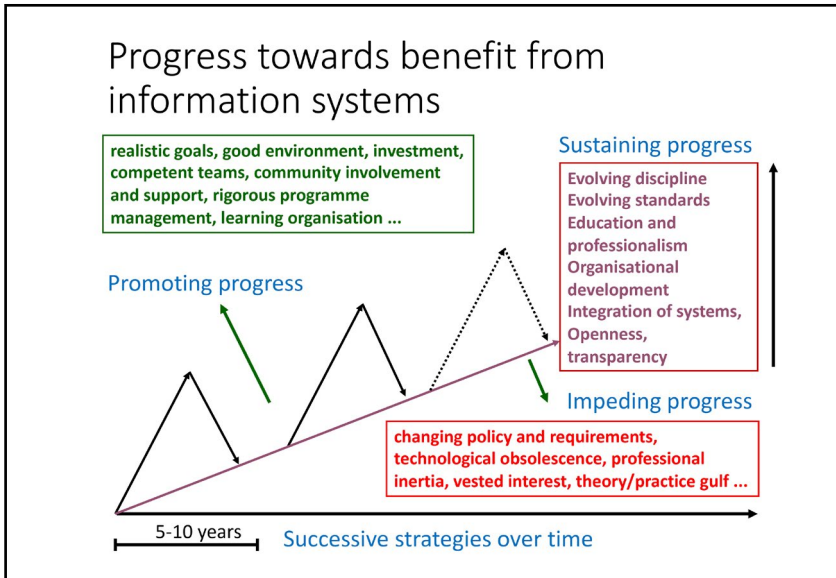 Progress towards benefit from
information systems
realistic goals, good environment, investment,
competent teams, community involvement
and support, rigorous programme
management, learning organisation ...
Sustaining progress
Evolving discipline
Evolving standards
Education and
professionalism
Organisational
development
Integration of systems,
Openness,
transparency
Promoting progress
Impeding progress
changing policy and requirements,
technological obsolescence, professional
inertia, vested interest, theory/practice gulf ...
5-10 years
Successive strategies over time